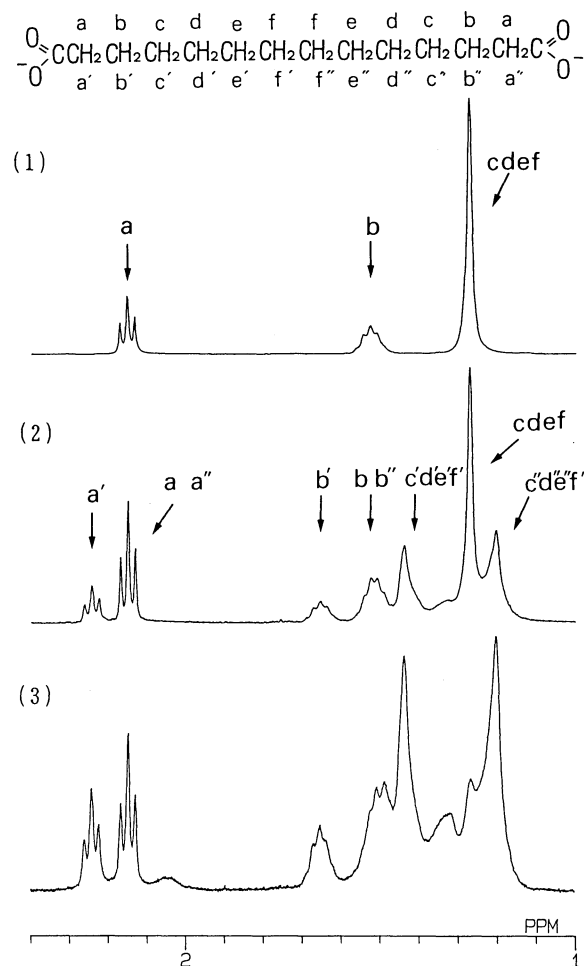 a b c d e f f e d c b a
O O ⁻O CCH₂CH₂CH₂CH₂CH₂CH₂CH₂CH₂CH₂CH₂CH₂CH₂C O O⁻
a′ b′ c′ d′ e′ f′ f″ e″ d″ c″ b″ a″
(1)
cdef
a
b
(2)
cdef
a′
a a″
b′
b b″
c′d′e′f′
c″d″e″f″
(3)
PPM
2
1